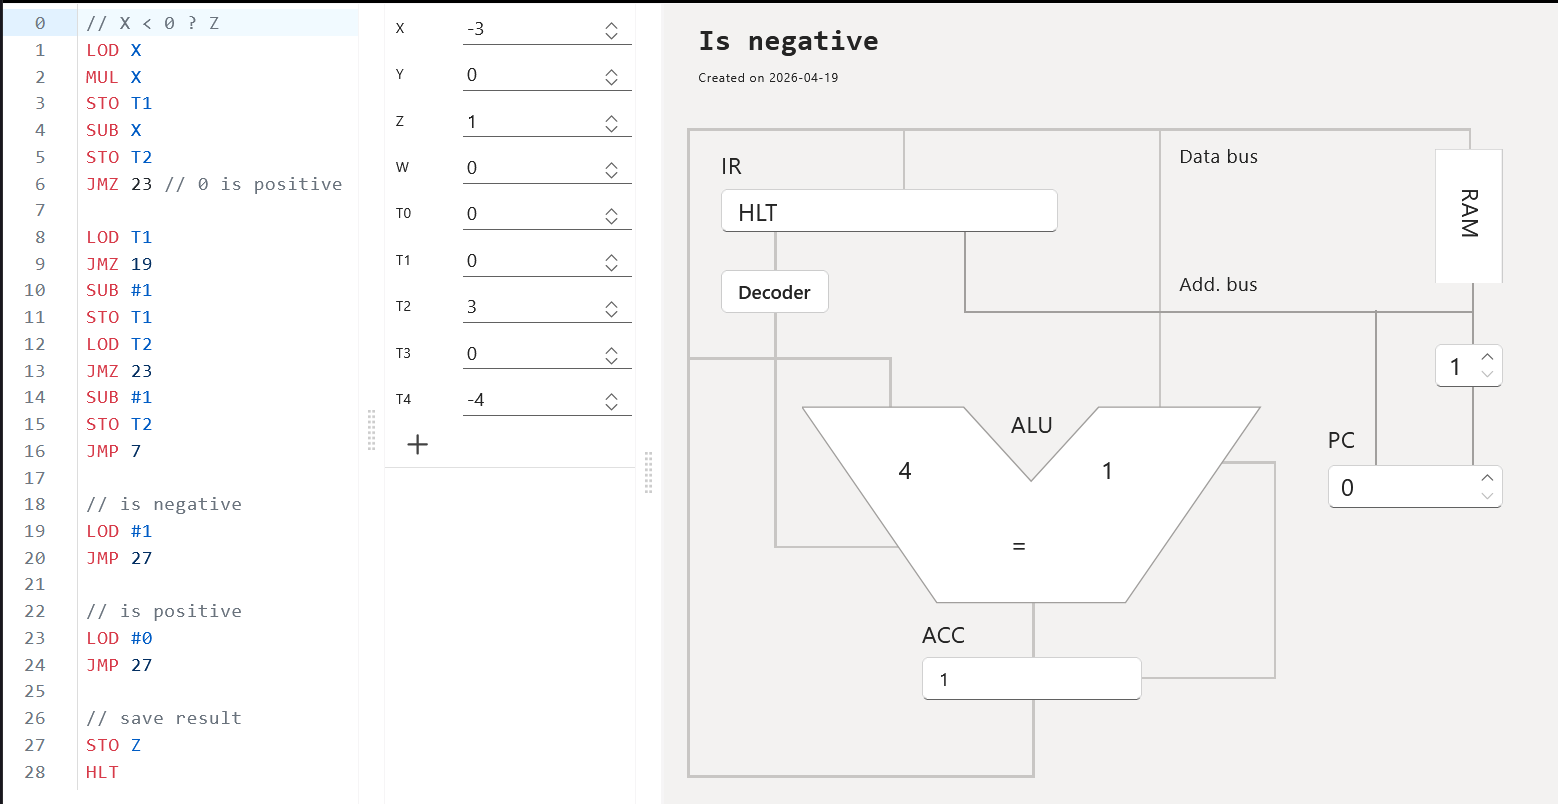 0 // X < 0 ? Z
1 LOD X
2 MUL X
3 STO T1
4 SUB X
5 STO T2
6 JMZ 23 // 0 is positive
7
8 LOD T1
9 JMZ 19
10 SUB #1
11 STO T1
12 LOD T2
13 JMZ 23
14 SUB #1
15 STO T2
16 JMP 7
17
18 // is negative
19 LOD #1
20 JMP 27
21
22 // is positive
23 LOD #0
24 JMP 27
25
26 // save result
27 STO Z
28 HLT
X -3
Y 0
Z 1
W 0
T0 0
T1 0
T2 3
T3 0
T4 -4
Is negative
Created on 2026-04-19
Data bus
IR
HLT
RAM
Decoder
Add. bus
1
ALU
PC
4 1
0
=
ACC
1